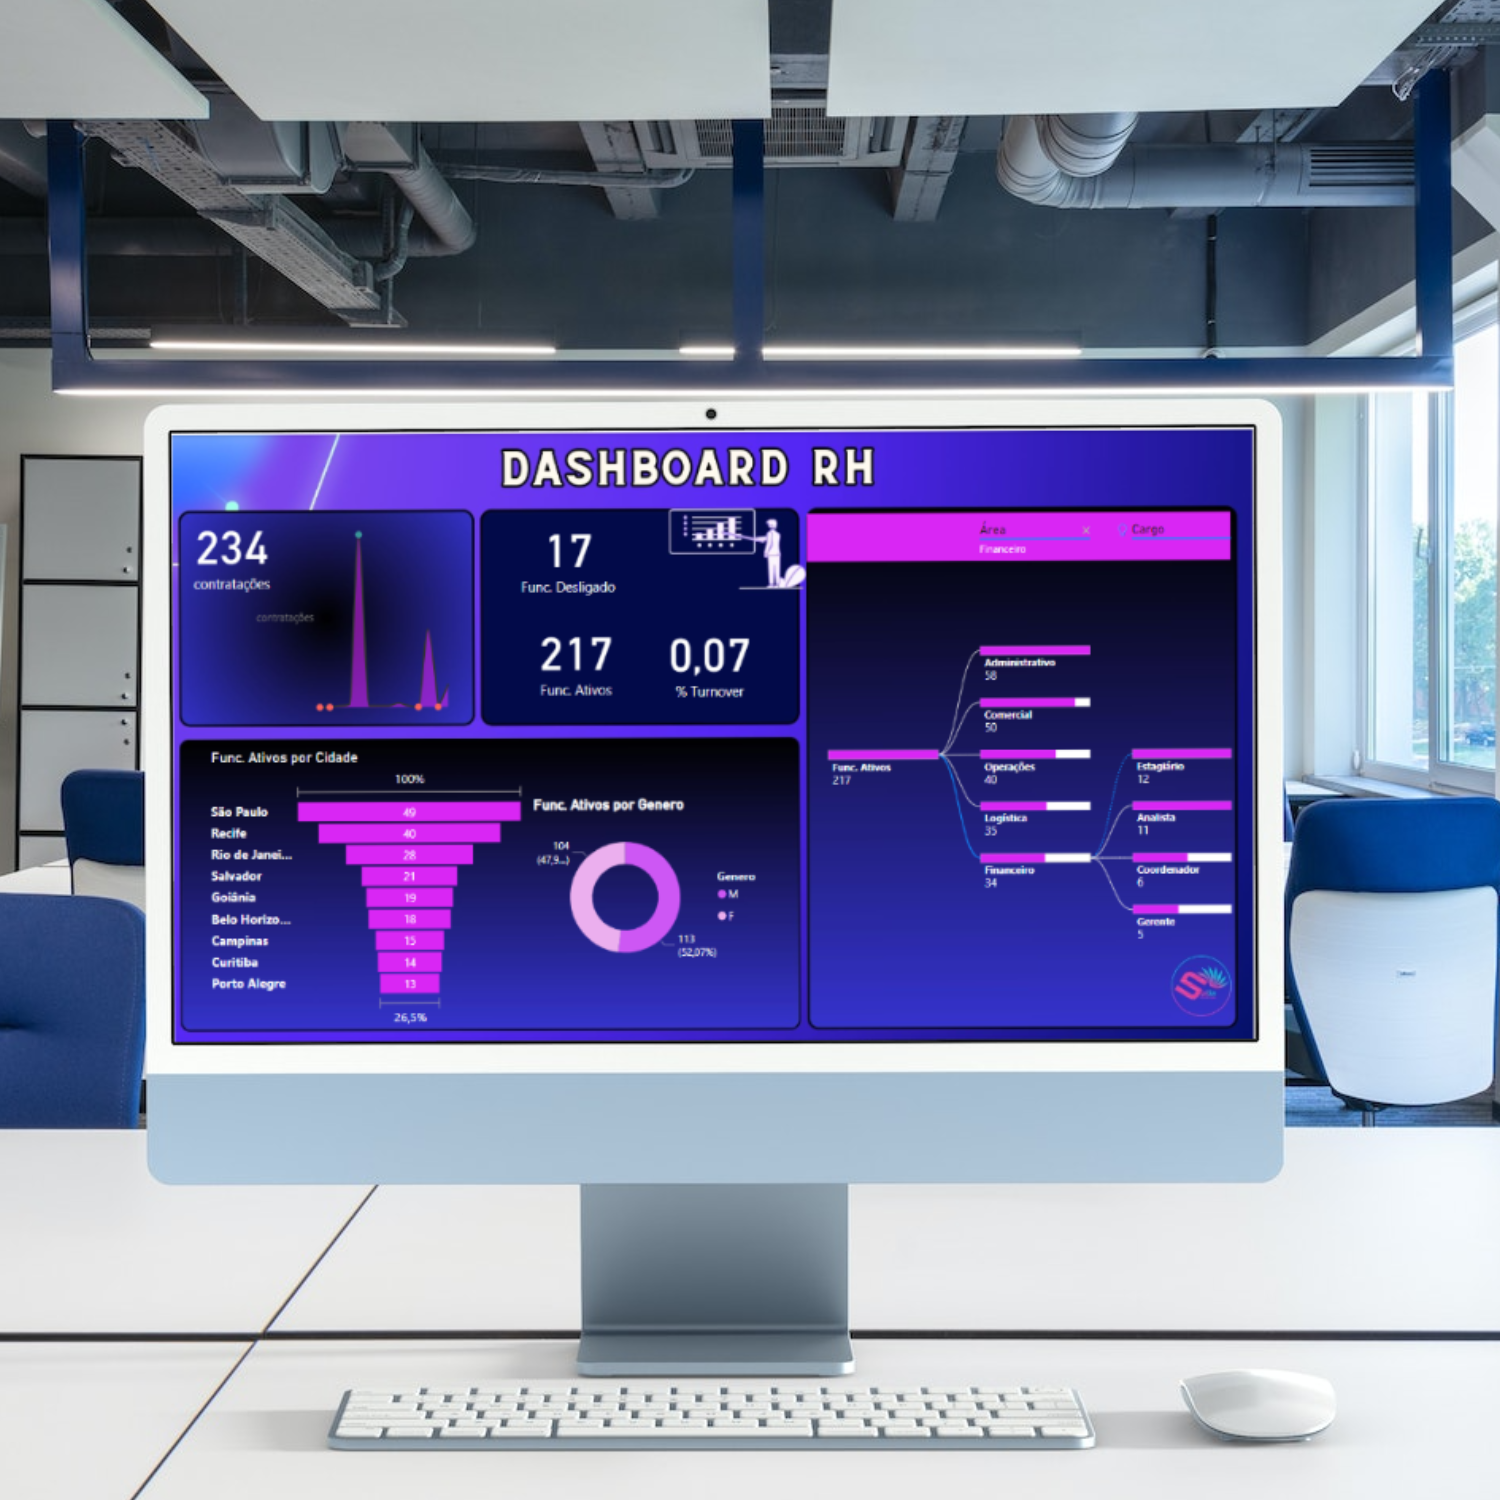 DASHBOARD RH
234
contratações
contratações
17
Func. Desligado
217
Func. Ativos
0,07
% Turnover
Área
Financeiro
Cargo
Func. Ativos
217
Administrativo
58
Comercial
50
Operações
40
Logística
35
Financeiro
34
Estagiário
12
Analista
11
Coordenador
6
Gerente
5
Func. Ativos por Cidade
100%
São Paulo 49
Recife 40
Rio de Janei... 28
Salvador 21
Goiânia 19
Belo Horizo... 18
Campinas 15
Curitiba 14
Porto Alegre 13
26,5%
Func. Ativos por Genero
104
(47,9...)
113
(52,07%)
Genero
M
F